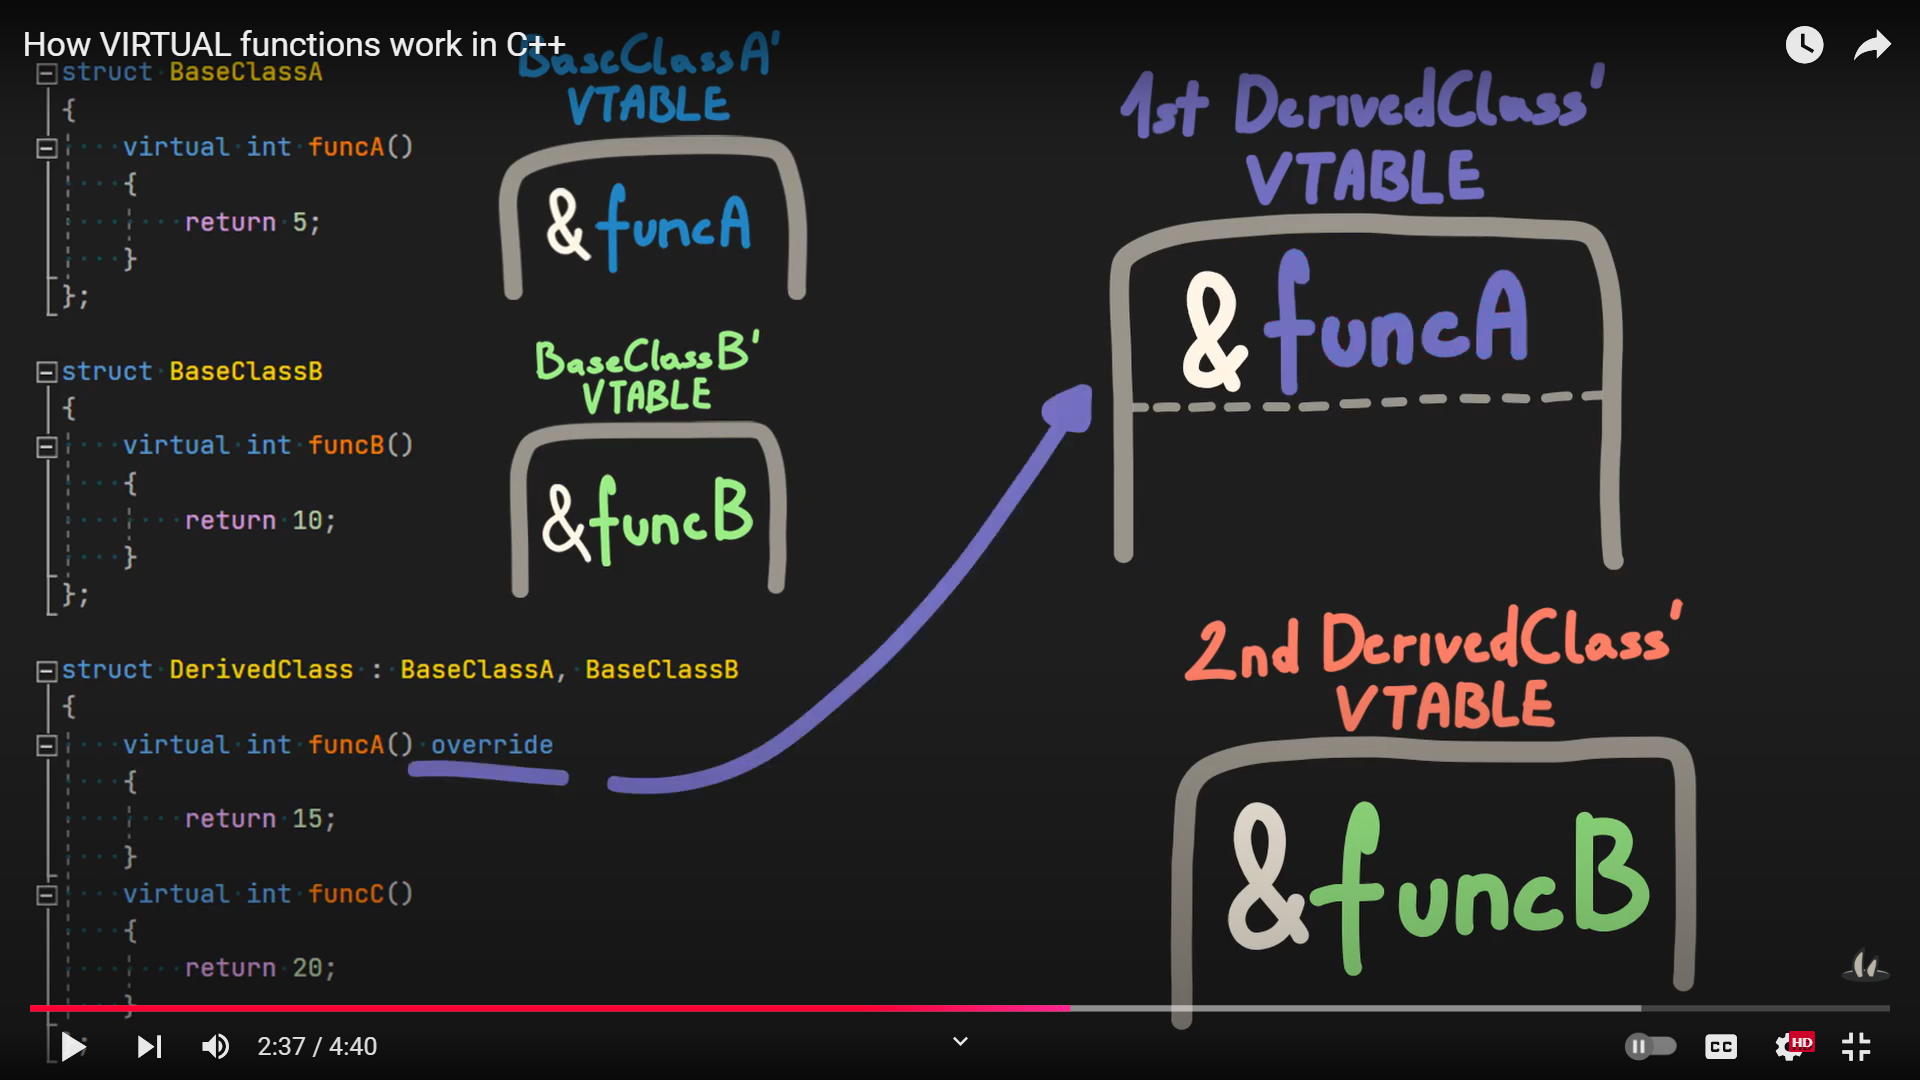 How VIRTUAL functions work in C++
struct BaseClassA
{
virtual int funcA()
{
return 5;
}
};
BaseClassA'
VTABLE
&funcA
struct BaseClassB
{
virtual int funcB()
{
return 10;
}
};
BaseClassB'
VTABLE
&funcB
struct DerivedClass : BaseClassA, BaseClassB
{
virtual int funcA() override
{
return 15;
}
virtual int funcC()
{
return 20;
}
};
1st DerivedClass'
VTABLE
&funcA
2nd DerivedClass'
VTABLE
&funcB
2:37 / 4:40
CC
HD